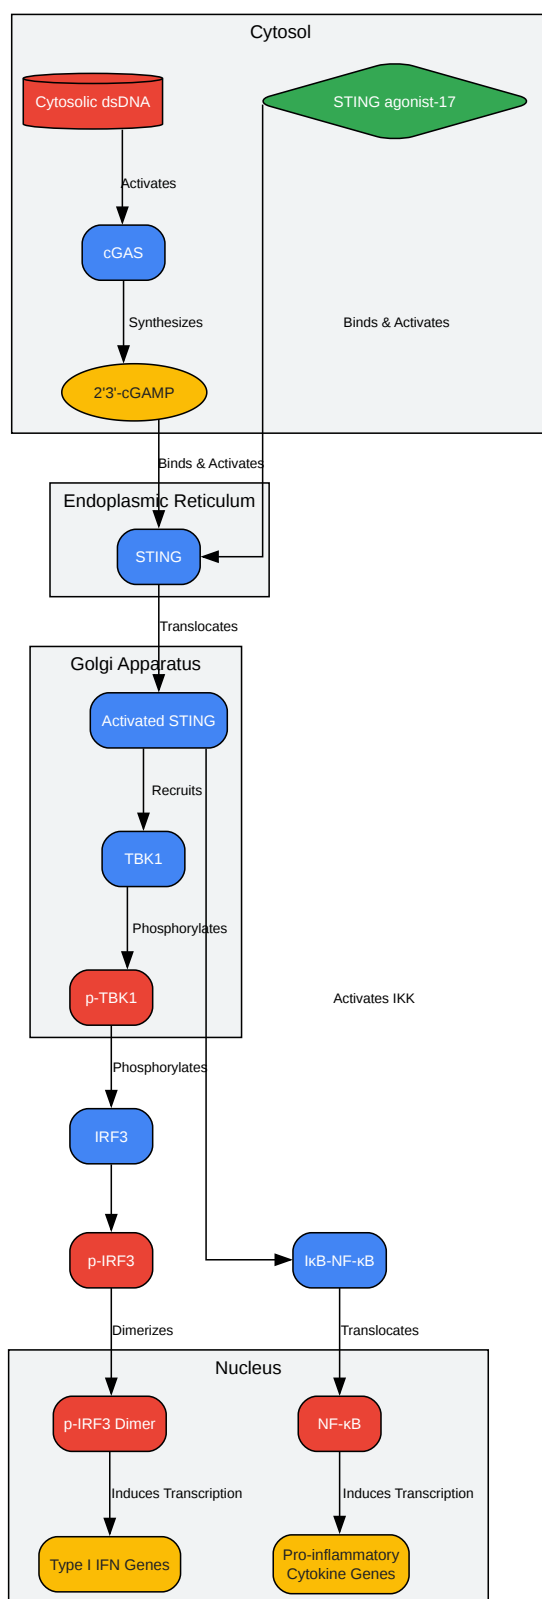 Cytosol
Cytosolic dsDNA
STING agonist-17
Activates
cGAS
Synthesizes
Binds & Activates
2'3'-cGAMP
Binds & Activates
Endoplasmic Reticulum
STING
Translocates
Golgi Apparatus
Activated STING
Recruits
TBK1
Phosphorylates
p-TBK1
Activates IKK
Phosphorylates
IRF3
p-IRF3
IκB-NF-κB
Dimerizes
Translocates
Nucleus
p-IRF3 Dimer
NF-κB
Induces Transcription
Induces Transcription
Type I IFN Genes
Pro-inflammatory
Cytokine Genes